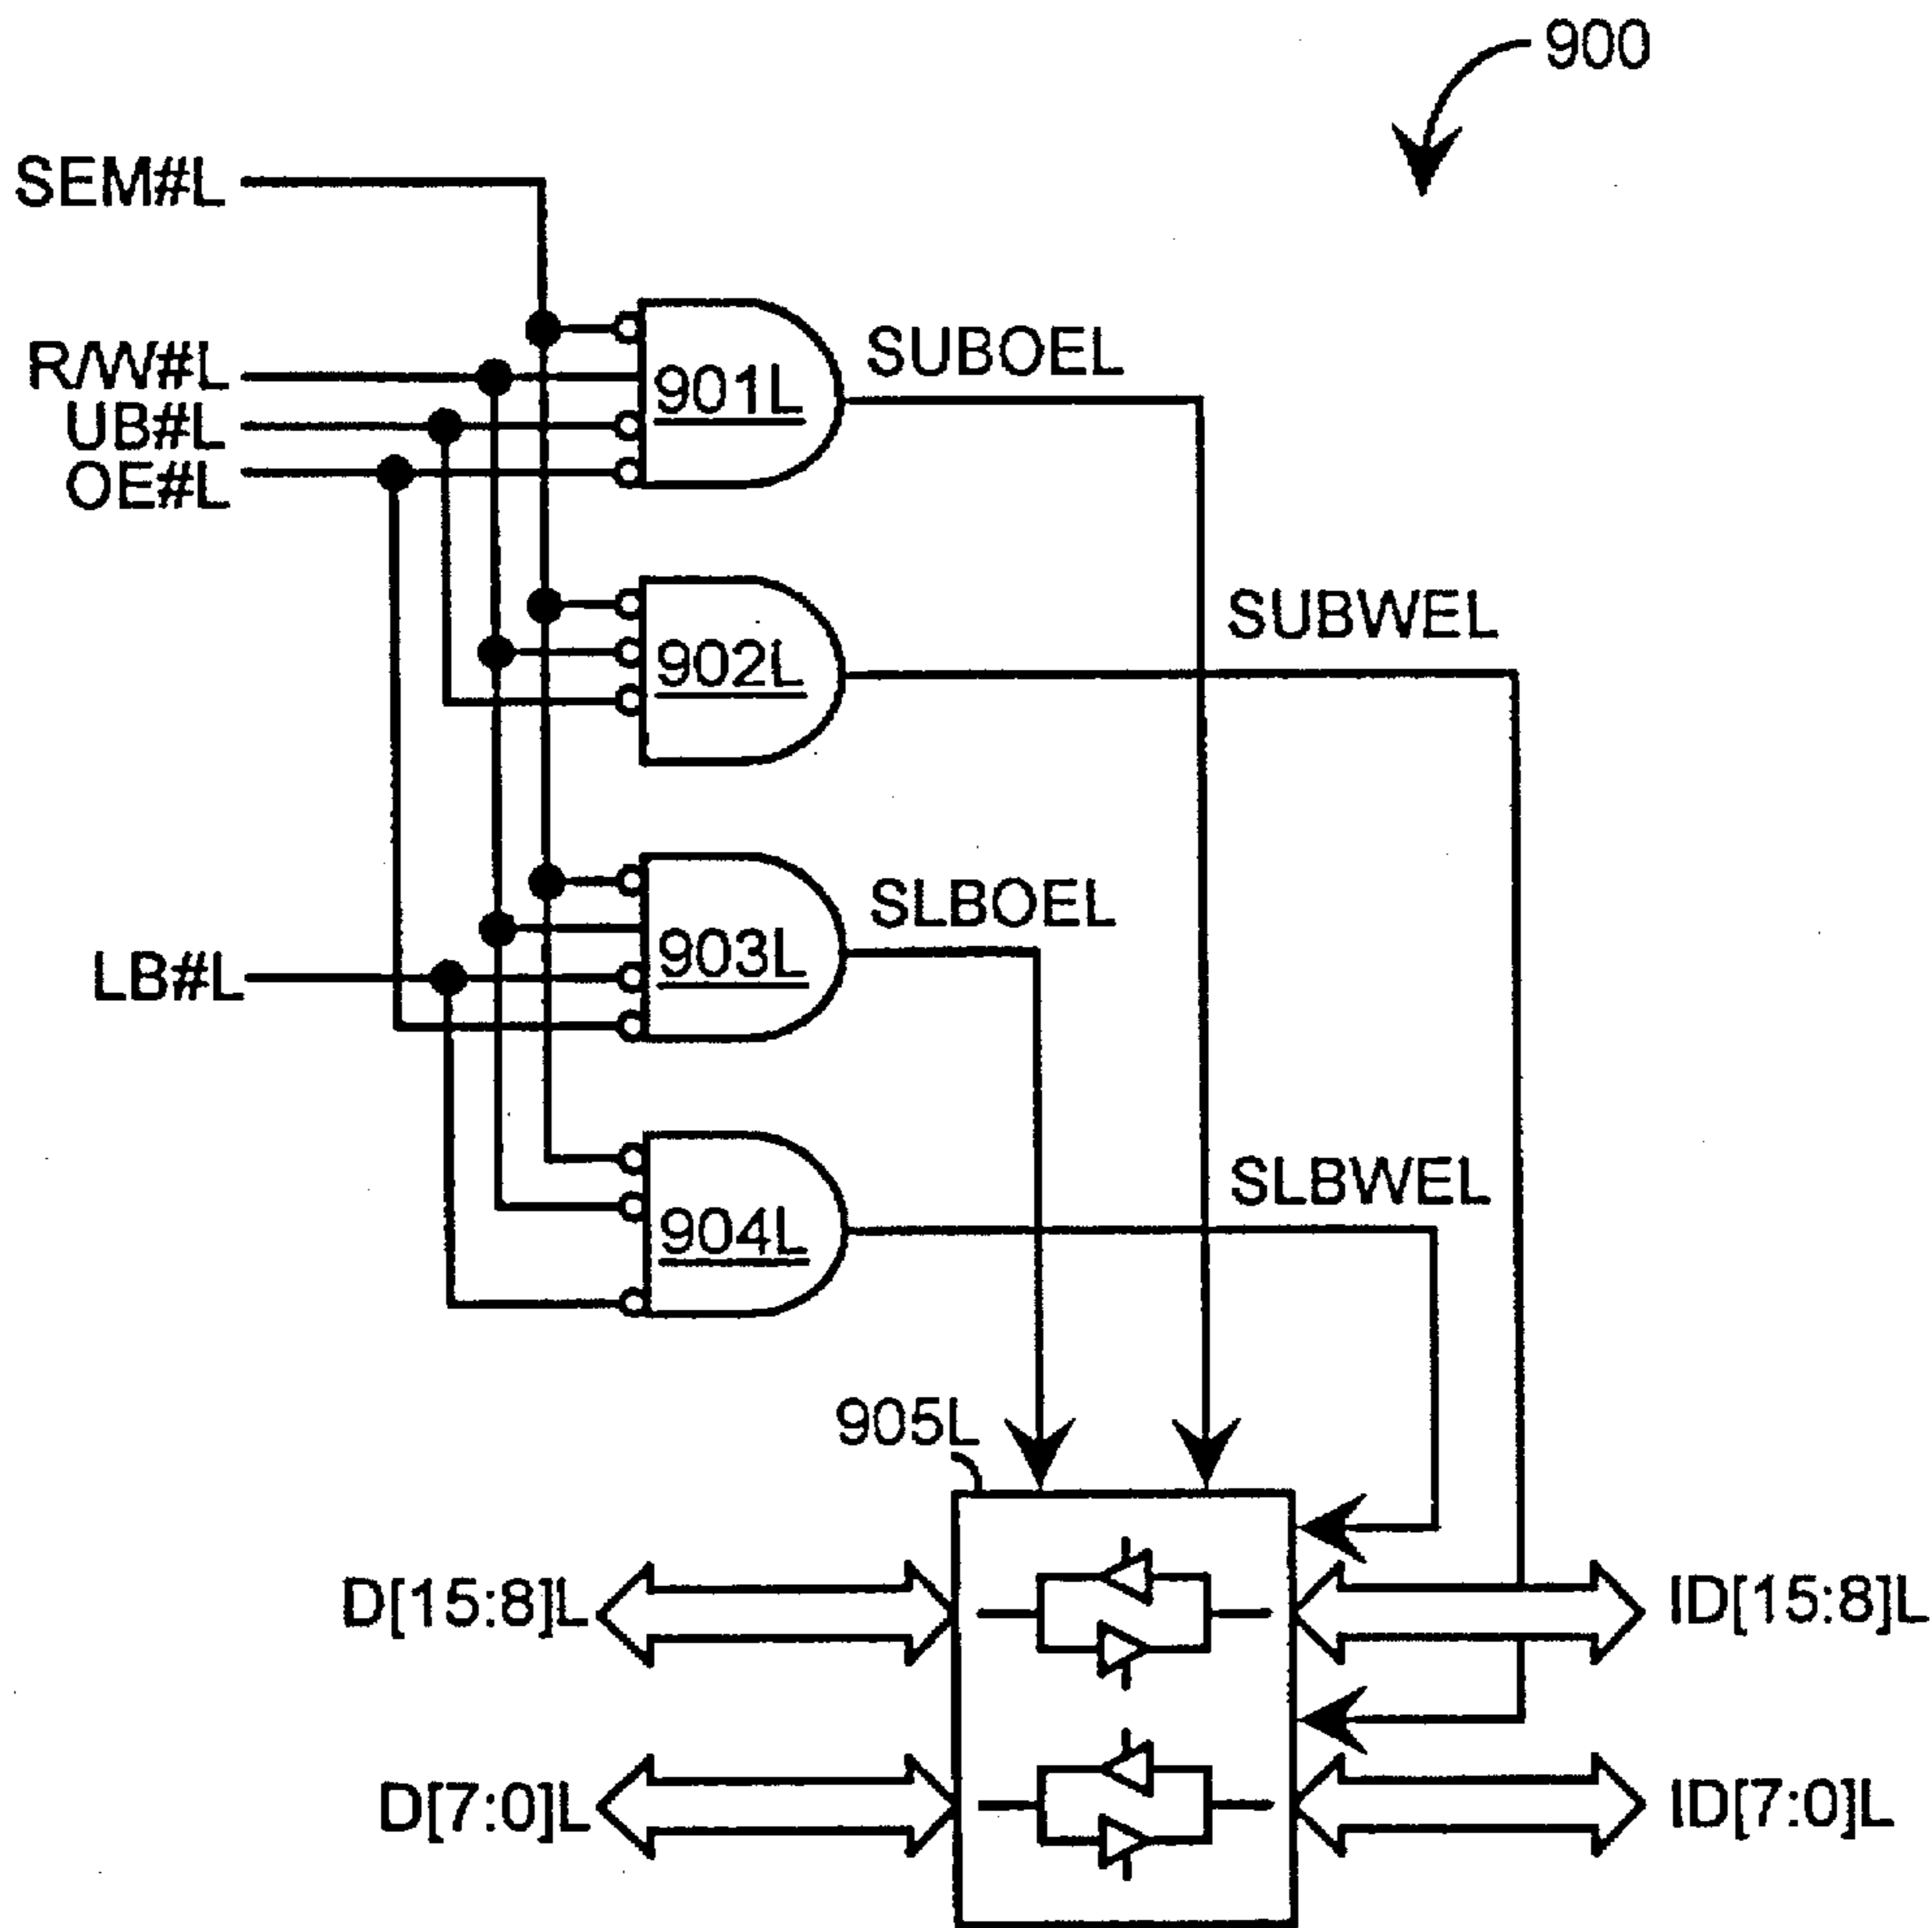 900
SEM#L
R/W#L
901L
SUBOEL
UB#L
OE#L
902L
SUBWEL
903L
SLBOEL
LB#L
904L
SLBWEL
905L
D[15:8]L
ID[15:8]L
D[7:0]L
ID[7:0]L